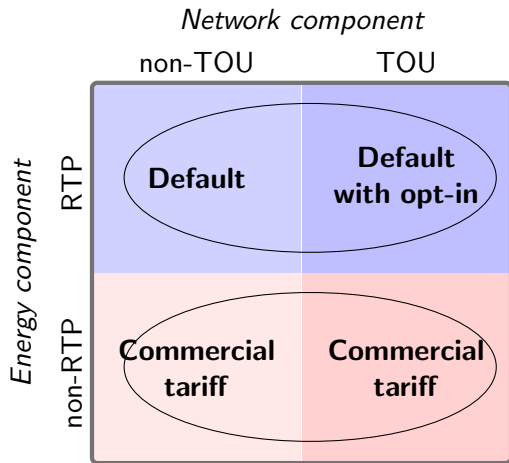 Network component
non-TOU TOU
Energy component
RTP
Default
Default
with opt-in
non-RTP
Commercial
tariff
Commercial
tariff